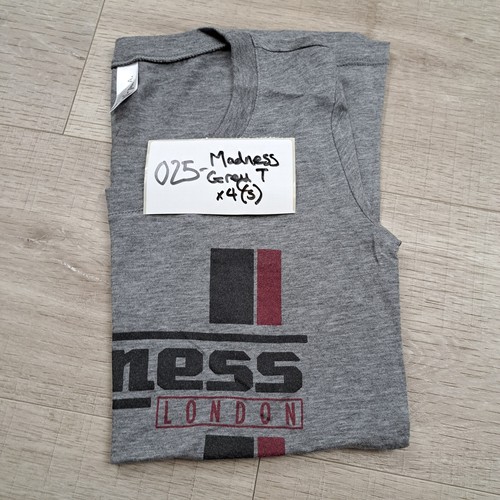 025- Madness
Grey T
x4 (S)
ness
LONDON